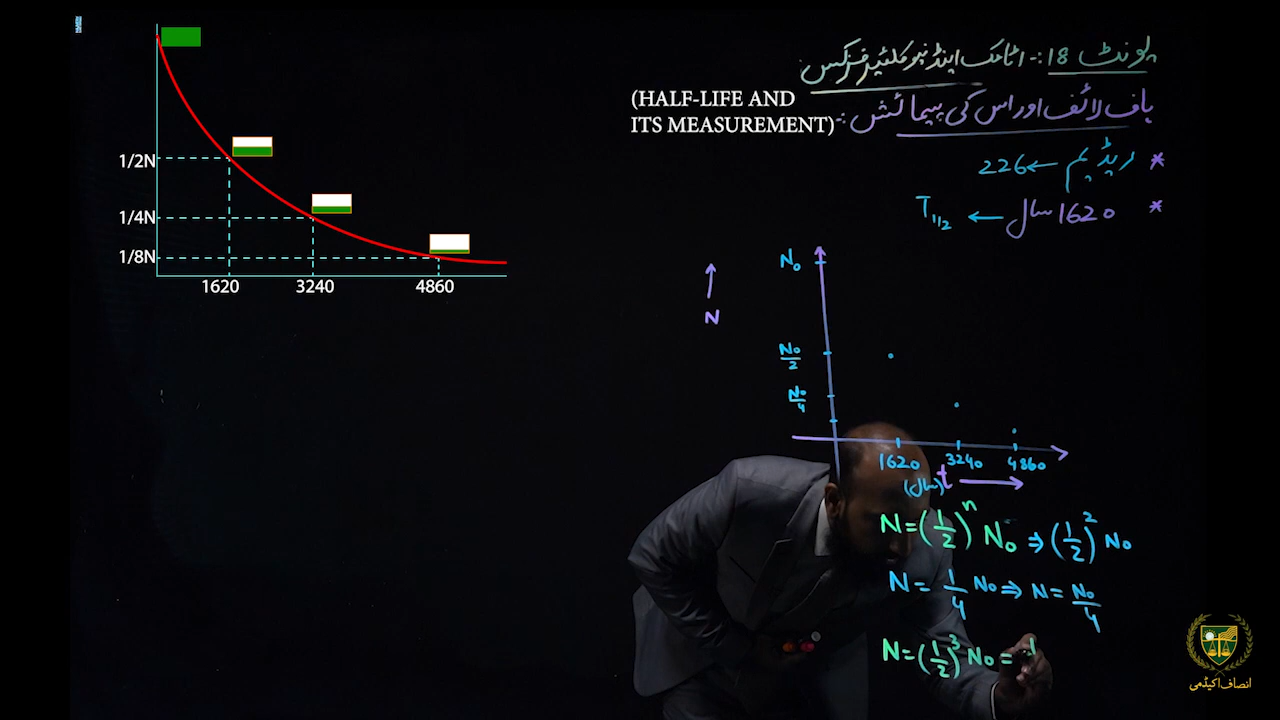 یونٹ 18 :- اٹامک اینڈ نیوکلئیر فزکس
(HALF-LIFE AND
ITS MEASUREMENT)
ہاف لائف اور اس کی پیمائش :-
* ریڈیم ← 226
* 1620 سال ← T1/2
1/2N
1/4N
1/8N
1620 3240 4860
N₀
N
N₀/2
N₀/4
1620 3240 4860
(سال) t
N=(1/2)ⁿ N₀ ⇒ (1/2)² N₀
N= 1/4 N₀ ⇒ N= N₀/4
N=(1/2)³ N₀ = 1
انصاف اکیڈمی